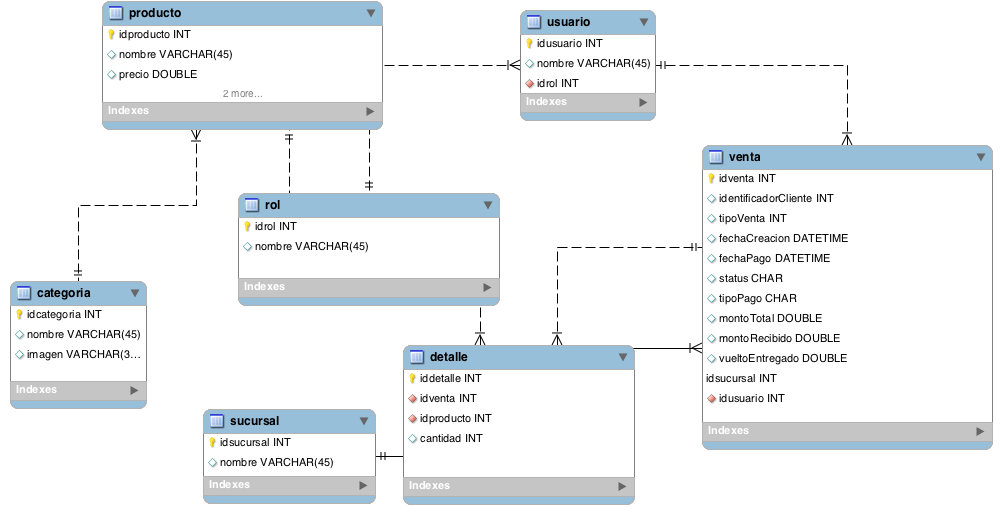 producto
idproducto INT
nombre VARCHAR(45)
precio DOUBLE
2 more...
Indexes
usuario
idusuario INT
nombre VARCHAR(45)
idrol INT
Indexes
venta
idventa INT
identificadorCliente INT
tipoVenta INT
fechaCreacion DATETIME
fechaPago DATETIME
status CHAR
tipoPago CHAR
montoTotal DOUBLE
montoRecibido DOUBLE
vueltoEntregado DOUBLE
idsucursal INT
idusuario INT
Indexes
rol
idrol INT
nombre VARCHAR(45)
Indexes
categoria
idcategoria INT
nombre VARCHAR(45)
imagen VARCHAR(3...
Indexes
detalle
iddetalle INT
idventa INT
idproducto INT
cantidad INT
Indexes
sucursal
idsucursal INT
nombre VARCHAR(45)
Indexes